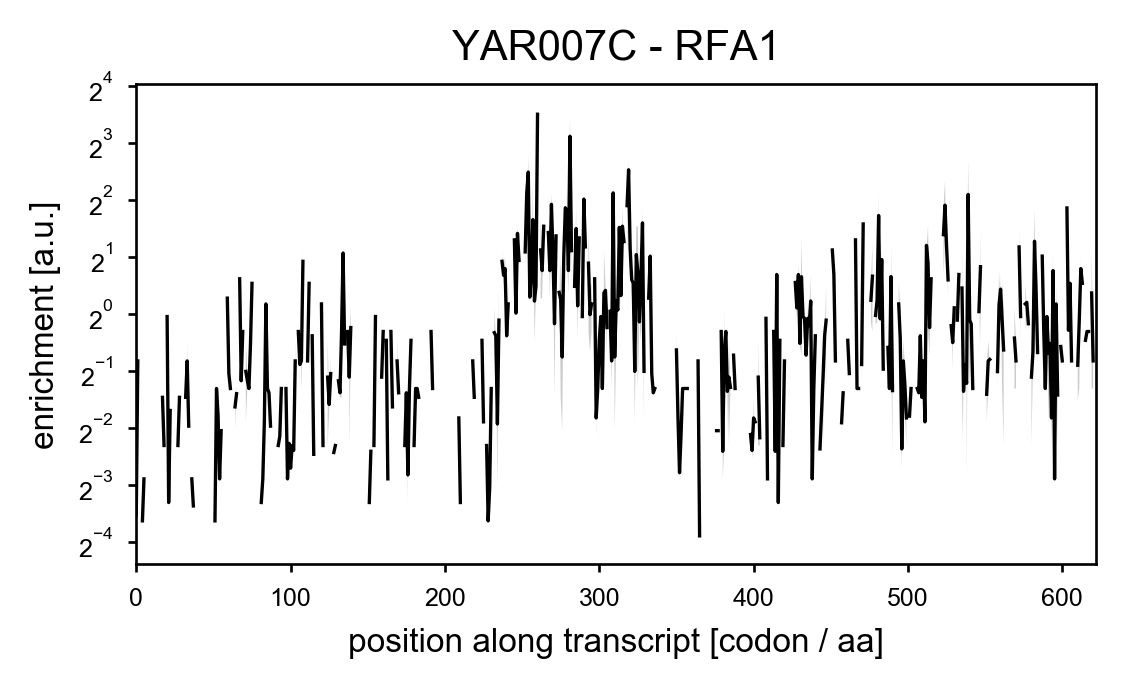 YAR007C - RFA1
enrichment [a.u.]
2^4
2^3
2^2
2^1
2^0
2^−1
2^−2
2^−3
2^−4
0 100 200 300 400 500 600
position along transcript [codon / aa]